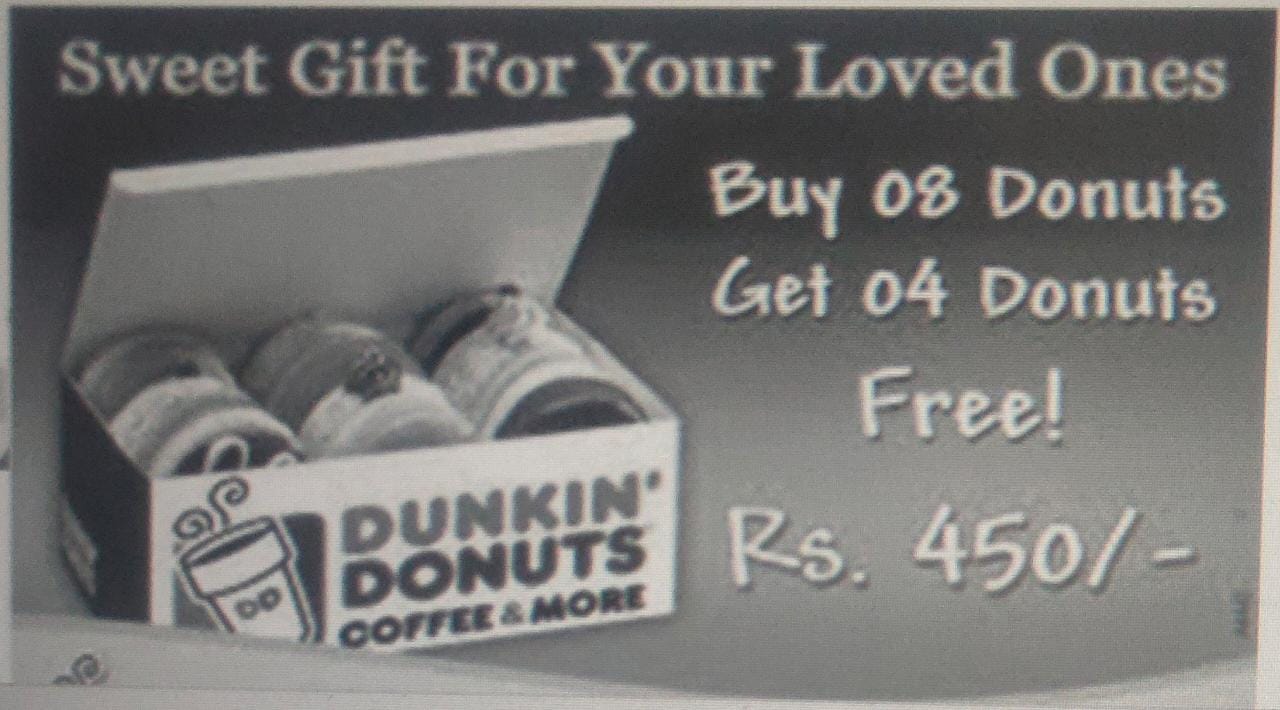 Sweet Gift For Your Loved Ones
Buy 08 Donuts
Get 04 Donuts
Free!
Rs. 450/-
DUNKIN'
DONUTS
COFFEE & MORE
DD